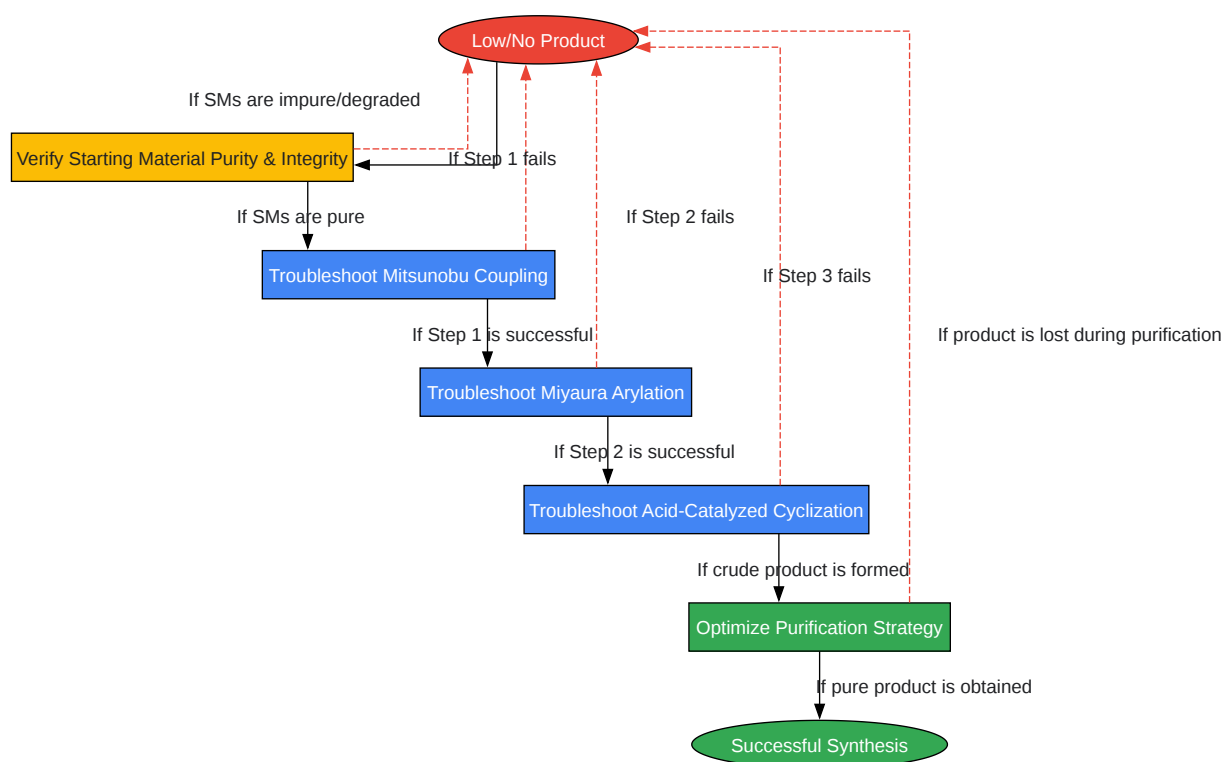 Low/No Product
If SMs are impure/degraded
Verify Starting Material Purity & Integrity
If Step 1 fails
If SMs are pure
If Step 2 fails
Troubleshoot Mitsunobu Coupling
If Step 3 fails
If Step 1 is successful
If product is lost during purification
Troubleshoot Miyaura Arylation
If Step 2 is successful
Troubleshoot Acid-Catalyzed Cyclization
If crude product is formed
Optimize Purification Strategy
If pure product is obtained
Successful Synthesis